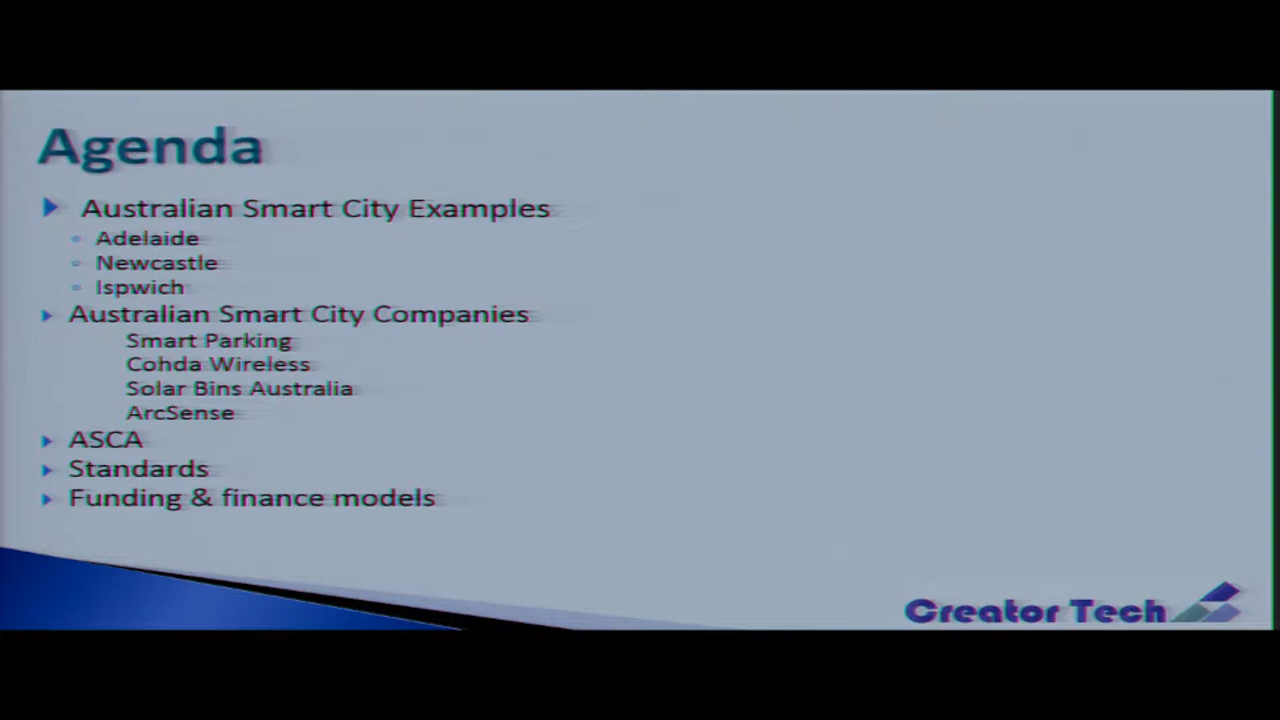 Agenda
Australian Smart City Examples
Adelaide
Newcastle
Ispwich
Australian Smart City Companies
Smart Parking
Cohda Wireless
Solar Bins Australia
ArcSense
ASCA
Standards
Funding & finance models
Creator Tech